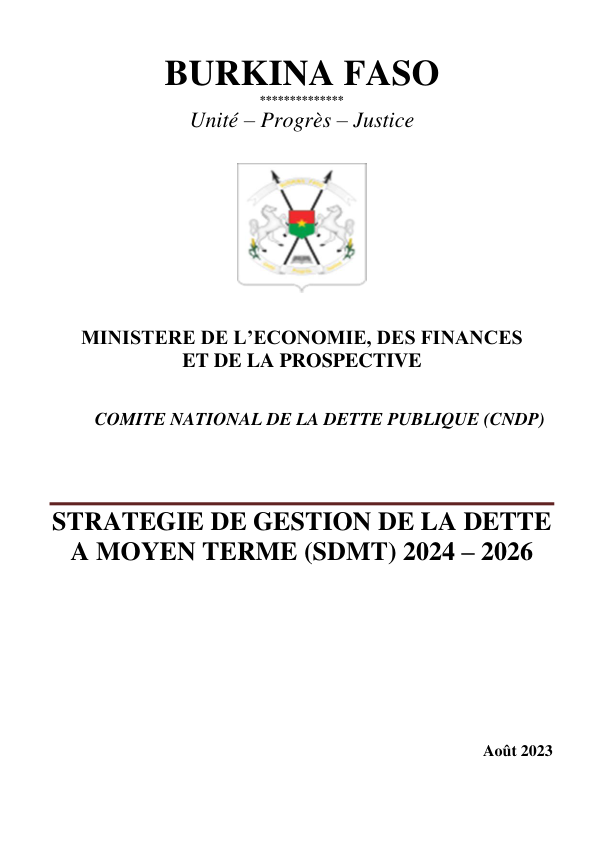 BURKINA FASO
**************
Unité – Progrès – Justice
MINISTERE DE L'ECONOMIE, DES FINANCES
ET DE LA PROSPECTIVE
COMITE NATIONAL DE LA DETTE PUBLIQUE (CNDP)
STRATEGIE DE GESTION DE LA DETTE
A MOYEN TERME (SDMT) 2024 – 2026
Août 2023